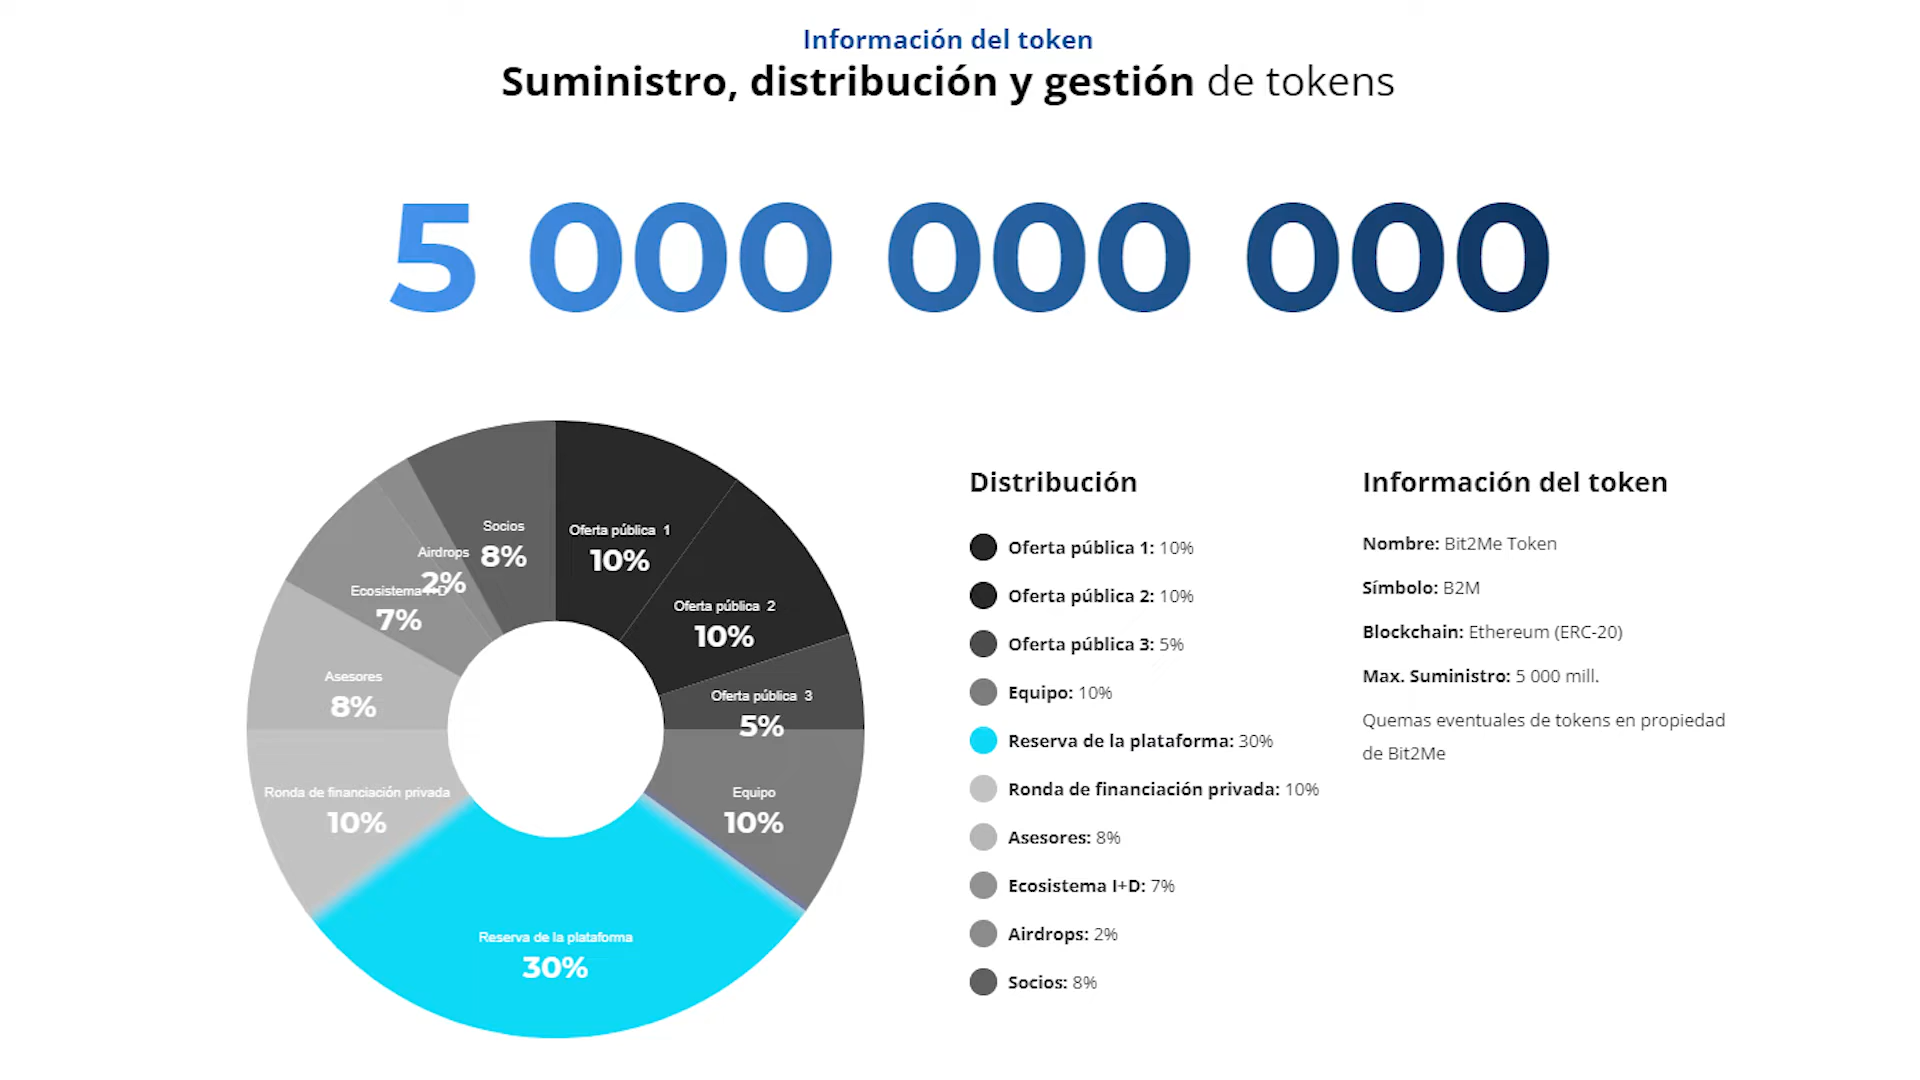 Información del token
Suministro, distribución y gestión de tokens
5 000 000 000
Socios
8%
Oferta pública 1
10%
Airdrops
2%
Oferta pública 2
10%
Ecosistema I+D
7%
Asesores
8%
Oferta pública 3
5%
Ronda de financiación privada
10%
Equipo
10%
Reserva de la plataforma
30%
Distribución
Oferta pública 1: 10%
Oferta pública 2: 10%
Oferta pública 3: 5%
Equipo: 10%
Reserva de la plataforma: 30%
Ronda de financiación privada: 10%
Asesores: 8%
Ecosistema I+D: 7%
Airdrops: 2%
Socios: 8%
Información del token
Nombre: Bit2Me Token
Símbolo: B2M
Blockchain: Ethereum (ERC-20)
Max. Suministro: 5 000 mill.
Quemas eventuales de tokens en propiedad
de Bit2Me